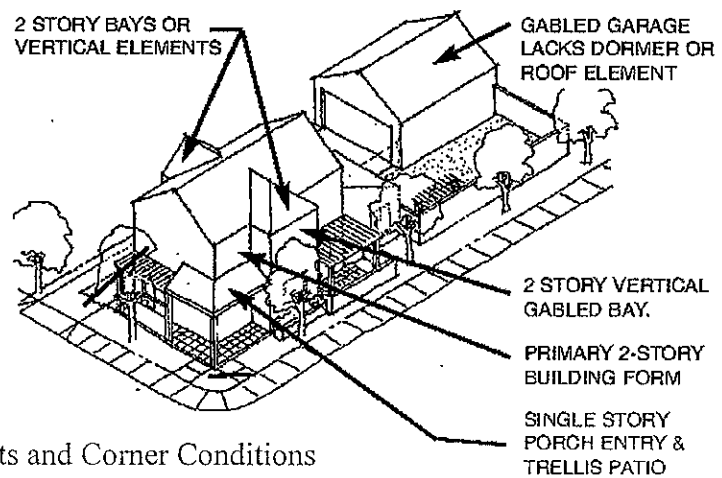 2 STORY BAYS OR
VERTICAL ELEMENTS
GABLED GARAGE
LACKS DORMER OR
ROOF ELEMENT
2 STORY VERTICAL
GABLED BAY.
PRIMARY 2-STORY
BUILDING FORM
SINGLE STORY
PORCH ENTRY &
TRELLIS PATIO
and Corner Conditions